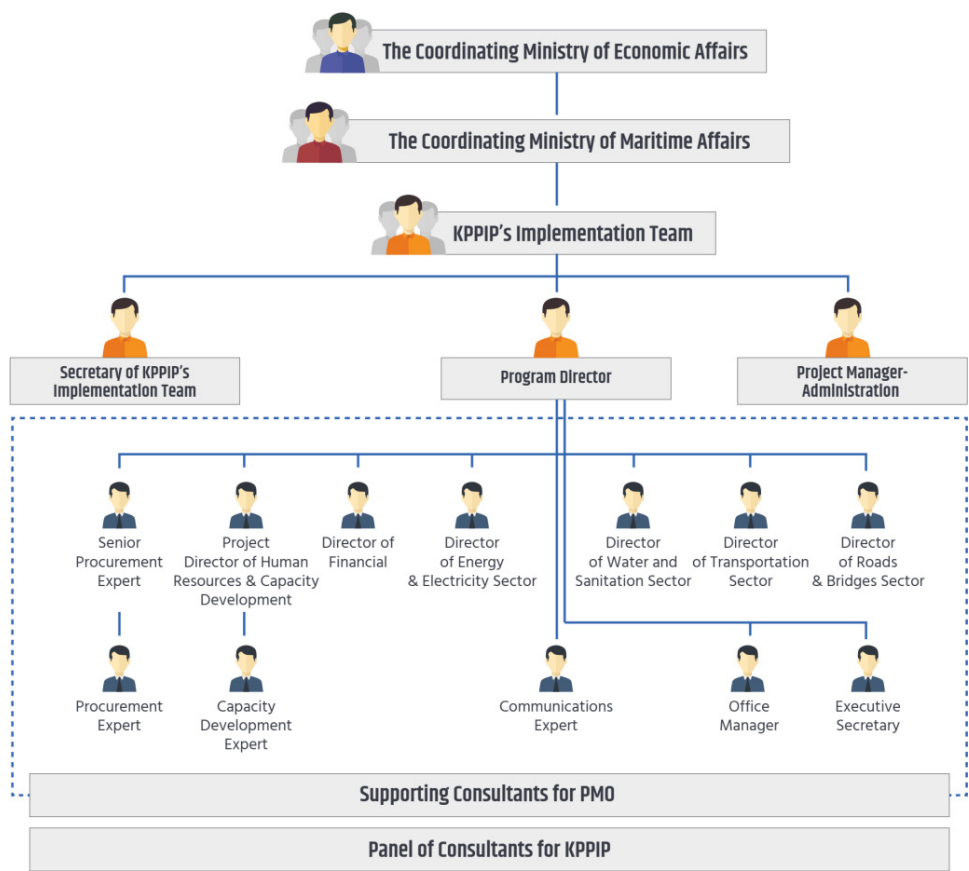 The Coordinating Ministry of Economic Affairs
The Coordinating Ministry of Maritime Affairs
KPPIP's Implementation Team
Secretary of KPPIP's
Implementation Team
Program Director
Project Manager-
Administration
Senior
Procurement
Expert
Project
Director of Human
Resources & Capacity
Development
Director of
Financial
Director
of Energy
& Electricity Sector
Director
of Water and
Sanitation Sector
Director
of Transportation
Sector
Director
of Roads
& Bridges Sector
Procurement
Expert
Capacity
Development
Expert
Communications
Expert
Office
Manager
Executive
Secretary
Supporting Consultants for PMO
Panel of Consultants for KPPIP